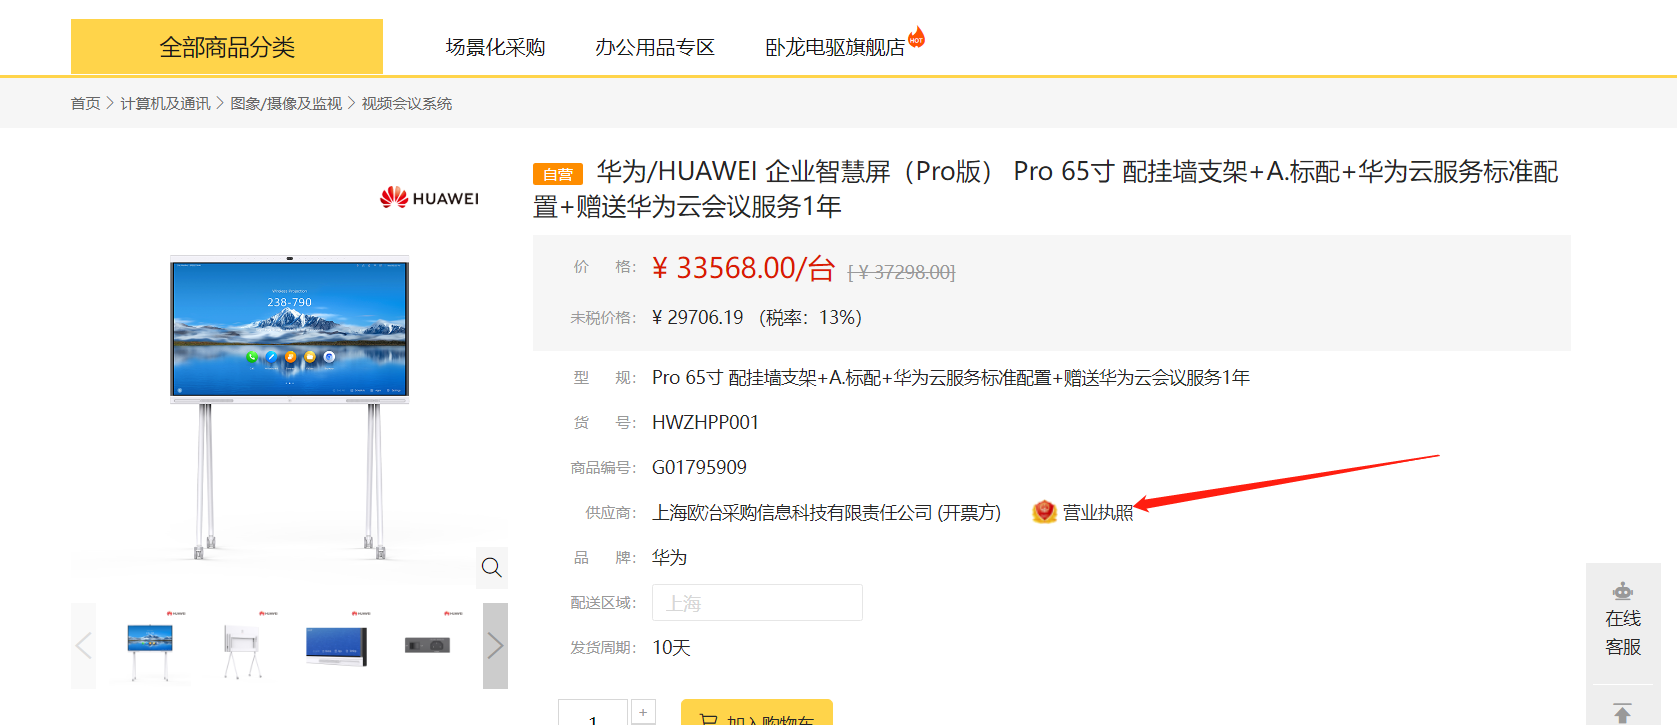 全部商品分类
场景化采购
办公用品专区
卧龙电驱旗舰店
HOT
首页 > 计算机及通讯 > 图象/摄像及监视 > 视频会议系统
HUAWEI
238-790
自营 华为/HUAWEI 企业智慧屏（Pro版） Pro 65寸 配挂墙支架+A.标配+华为云服务标准配
置+赠送华为云会议服务1年
价 格： ¥ 33568.00/台 [ ¥ 37298.00]
未税价格： ¥ 29706.19 （税率：13%）
型 规： Pro 65寸 配挂墙支架+A.标配+华为云服务标准配置+赠送华为云会议服务1年
货 号： HWZHPP001
商品编号： G01795909
供应商： 上海欧冶采购信息科技有限责任公司 (开票方) 营业执照
品 牌： 华为
配送区域： 上海
发货周期： 10天
HUAWEI
HUAWEI
HUAWEI
HUAWEI
1
+
加入购物车
在线
客服